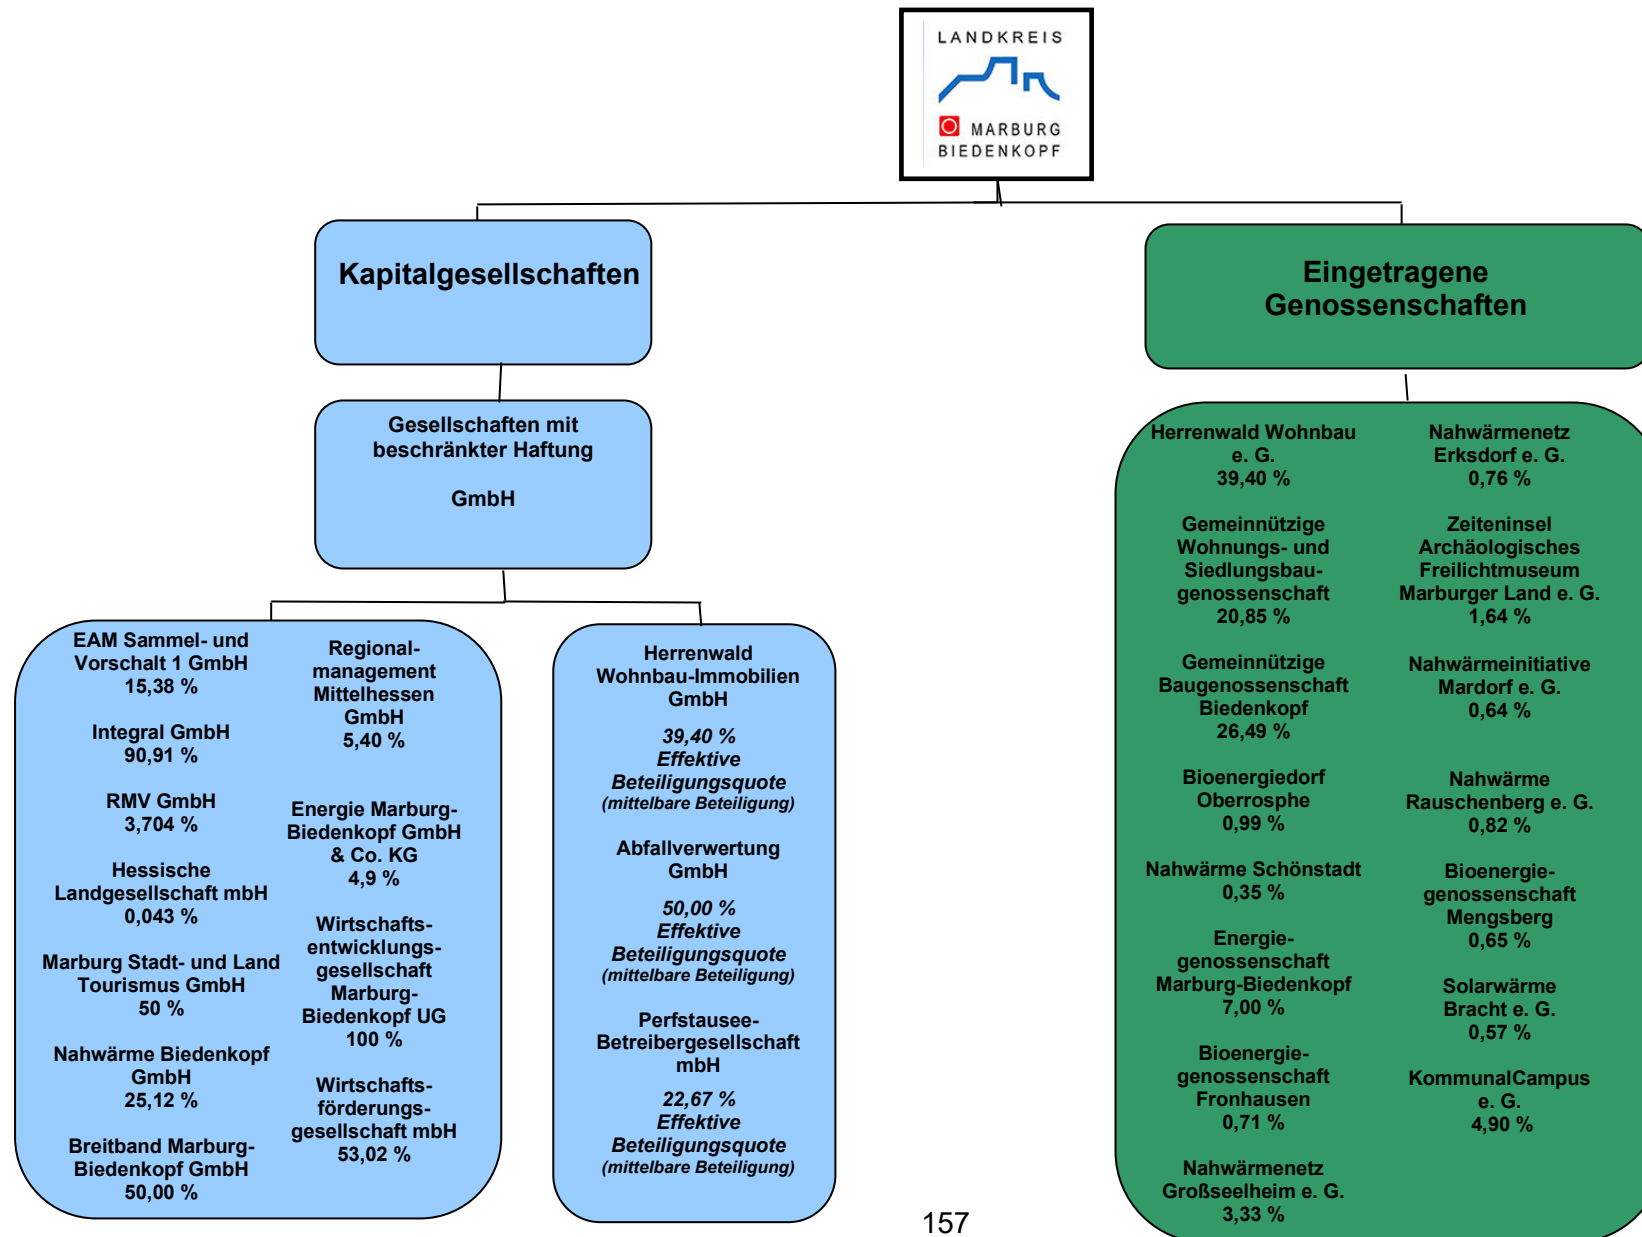 LANDKREIS
MARBURG
BIEDENKOPF
Kapitalgesellschaften
Gesellschaften mit
beschränkter Haftung
GmbH
EAM Sammel- und
Vorschalt 1 GmbH
15,38 %
Integral GmbH
90,91 %
RMV GmbH
3,704 %
Hessische
Landgesellschaft mbH
0,043 %
Marburg Stadt- und Land
Tourismus GmbH
50 %
Nahwärme Biedenkopf
GmbH
25,12 %
Breitband Marburg-
Biedenkopf GmbH
50,00 %
Regional-
management
Mittelhessen
GmbH
5,40 %
Energie Marburg-
Biedenkopf GmbH
& Co. KG
4,9 %
Wirtschafts-
entwicklungs-
gesellschaft
Marburg-
Biedenkopf UG
100 %
Wirtschafts-
förderungs-
gesellschaft mbH
53,02 %
Herrenwald
Wohnbau-Immobilien
GmbH
39,40 %
Effektive
Beteiligungsquote
(mittelbare Beteiligung)
Abfallverwertung
GmbH
50,00 %
Effektive
Beteiligungsquote
(mittelbare Beteiligung)
Perfstausee-
Betreibergesellschaft
mbH
22,67 %
Effektive
Beteiligungsquote
(mittelbare Beteiligung)
Eingetragene
Genossenschaften
Herrenwald Wohnbau
e. G.
39,40 %
Gemeinnützige
Wohnungs- und
Siedlungsbau-
genossenschaft
20,85 %
Gemeinnützige
Baugenossenschaft
Biedenkopf
26,49 %
Bioenergiedorf
Oberrosphe
0,99 %
Nahwärme Schönstadt
0,35 %
Energie-
genossenschaft
Marburg-Biedenkopf
7,00 %
Bioenergie-
genossenschaft
Fronhausen
0,71 %
Nahwärmenetz
Großseelheim e. G.
3,33 %
Nahwärmenetz
Erksdorf e. G.
0,76 %
Zeiteninsel
Archäologisches
Freilichtmuseum
Marburger Land e. G.
1,64 %
Nahwärmeinitiative
Mardorf e. G.
0,64 %
Nahwärme
Rauschenberg e. G.
0,82 %
Bioenergie-
genossenschaft
Mengsberg
0,65 %
Solarwärme
Bracht e. G.
0,57 %
KommunalCampus
e. G.
4,90 %
157